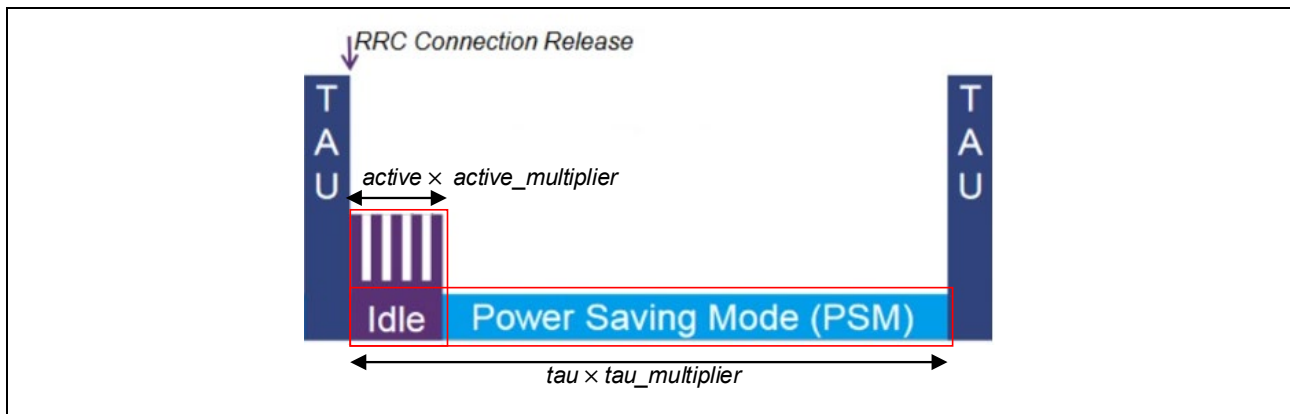 RRC Connection Release
T
A
U
T
A
U
active × active_multiplier
Idle
Power Saving Mode (PSM)
tau × tau_multiplier